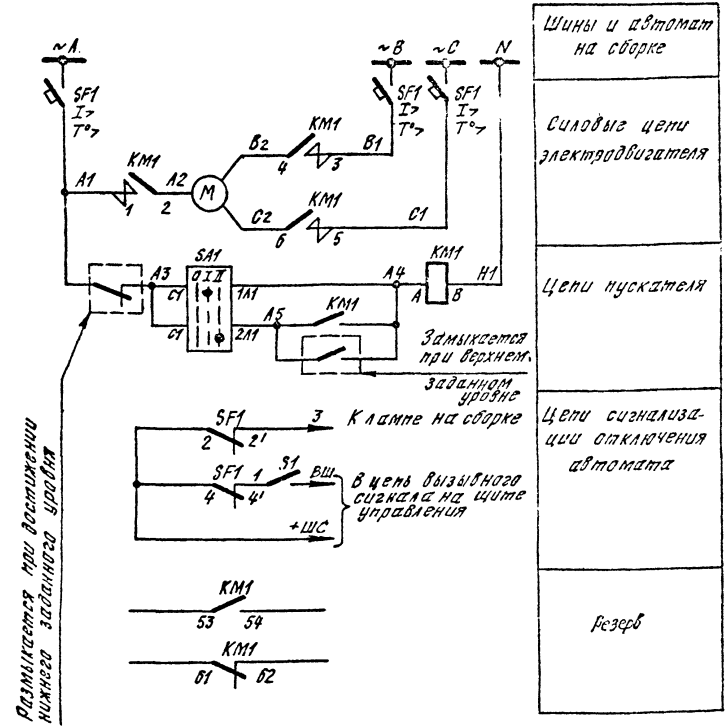 ~A.
~B
~C
N
Шины и автомат
на сборке
SF1
I>
T°>
SF1
I>
T°>
SF1
I>
T°>
Силовые цепи
электродвигателя
B2
KM1
B1
4
3
KM1
A1
A2
M
1
2
C2
KM1
C1
6
5
SA1
0 I II
A3
C1
1Л1
A4
KM1
A
B
H1
Цепи пускателя
C1
2Л1
A5
KM1
Замыкается
при верхнем.
заданном
уровне
Размыкается при достижении
нижнего заданного уровня
SF1
2
2'
3
К лампе на сборке
Цепи сигнализа-
ации отключения
автомата
SF1
4
4'
1
S1
ВШ
+ШС
В цепь вызывного
сигнала на щите
управления
KM1
53
54
Резерв
KM1
61
62